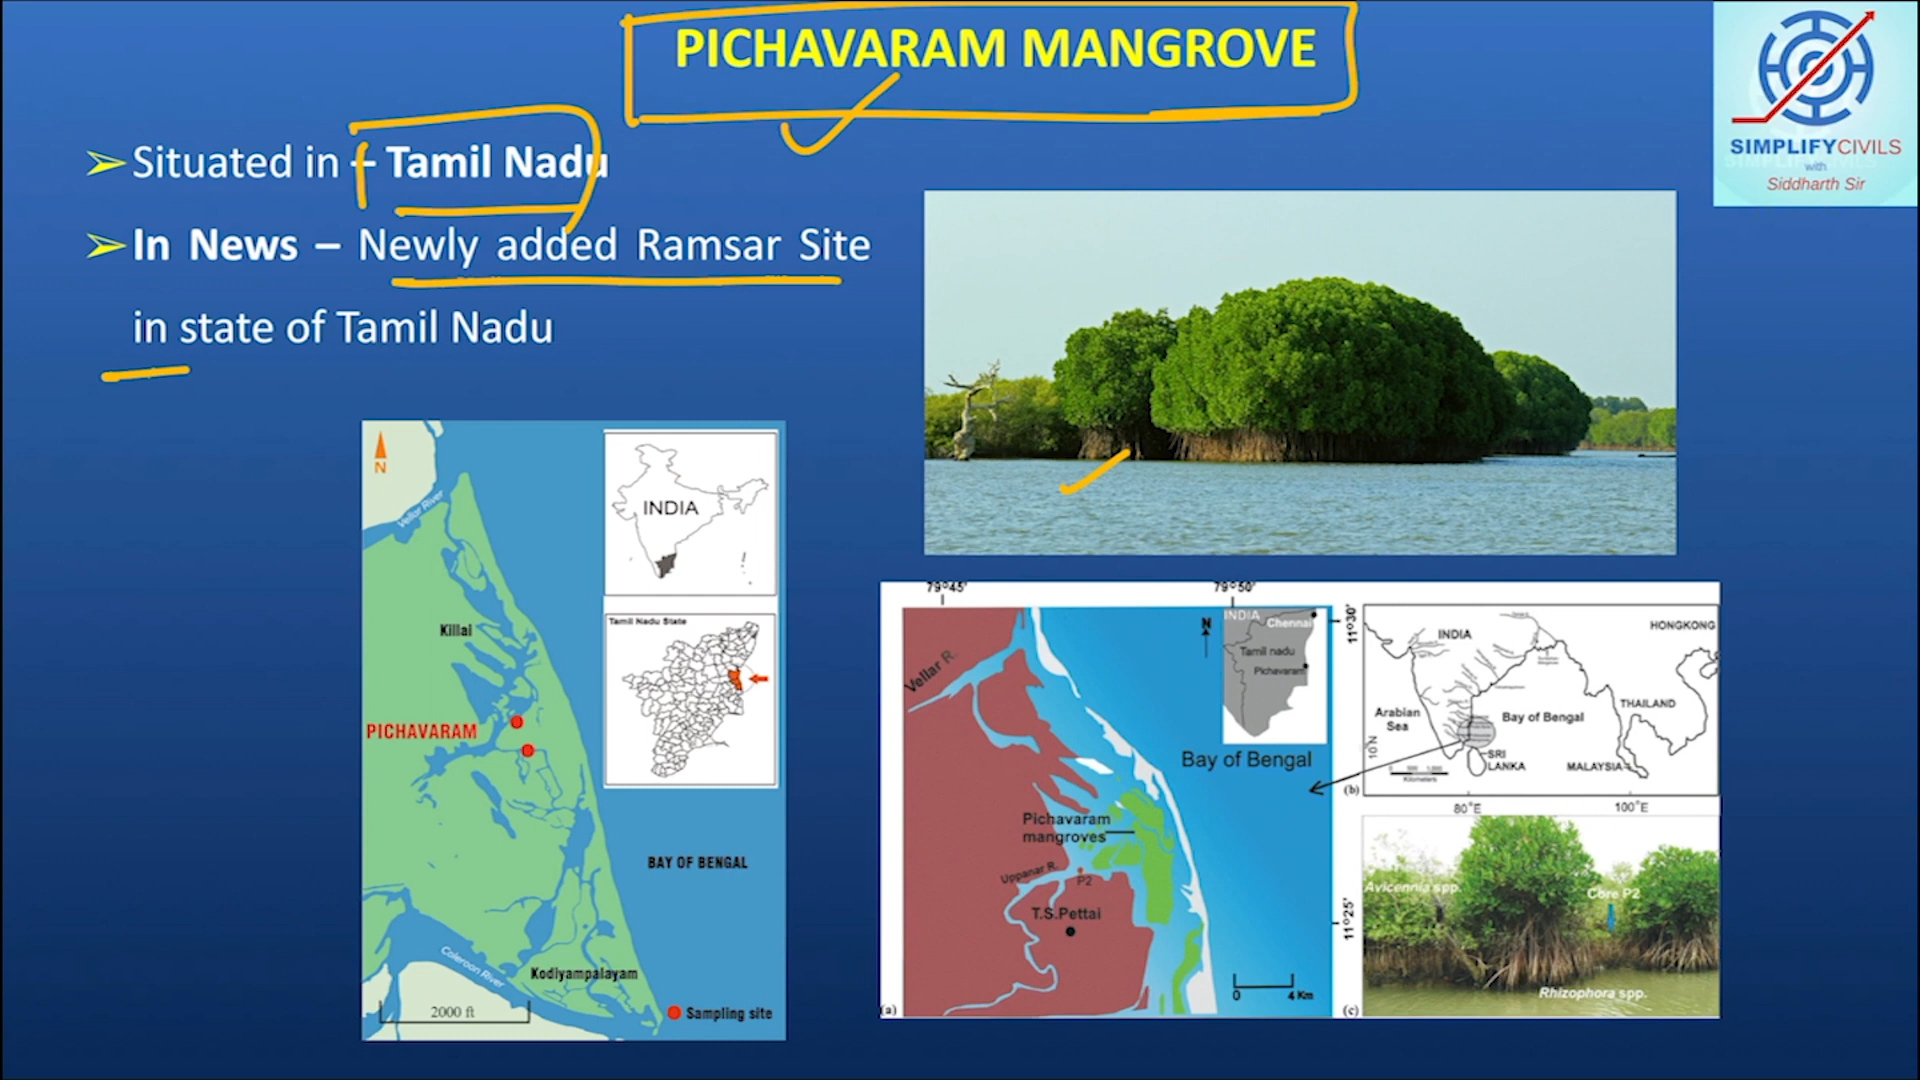 PICHAVARAM MANGROVE
SIMPLIFYCIVILS
with
Siddharth Sir
➢Situated in – Tamil Nadu
➢In News – Newly added Ramsar Site
in state of Tamil Nadu
N
Vellar River
INDIA
Killai
Tamil Nadu State
PICHAVARAM
BAY OF BENGAL
Coleroon River
Kodiyampalayam
2000 ft
Sampling site
79°45'
79°50'
11°30'
11°25'
N
INDIA
Chennai
Tamil nadu
Pichavaram
Vellar R.
Bay of Bengal
Pichavaram
mangroves
Uppanar R.
P2
T.S.Pettai
0 4 Km
(a)
INDIA
HONGKONG
Arabian
Sea
Bay of Bengal
THAILAND
SRI
LANKA
MALAYSIA
10°N
Kilometers
(b)
80°E
100°E
Avicennia spp.
Core P2
Rhizophora spp.
(c)